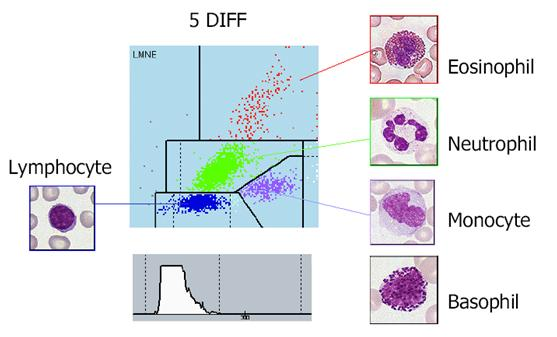 5 DIFF
LMNE
Eosinophil
Neutrophil
Lymphocyte
Monocyte
Basophil